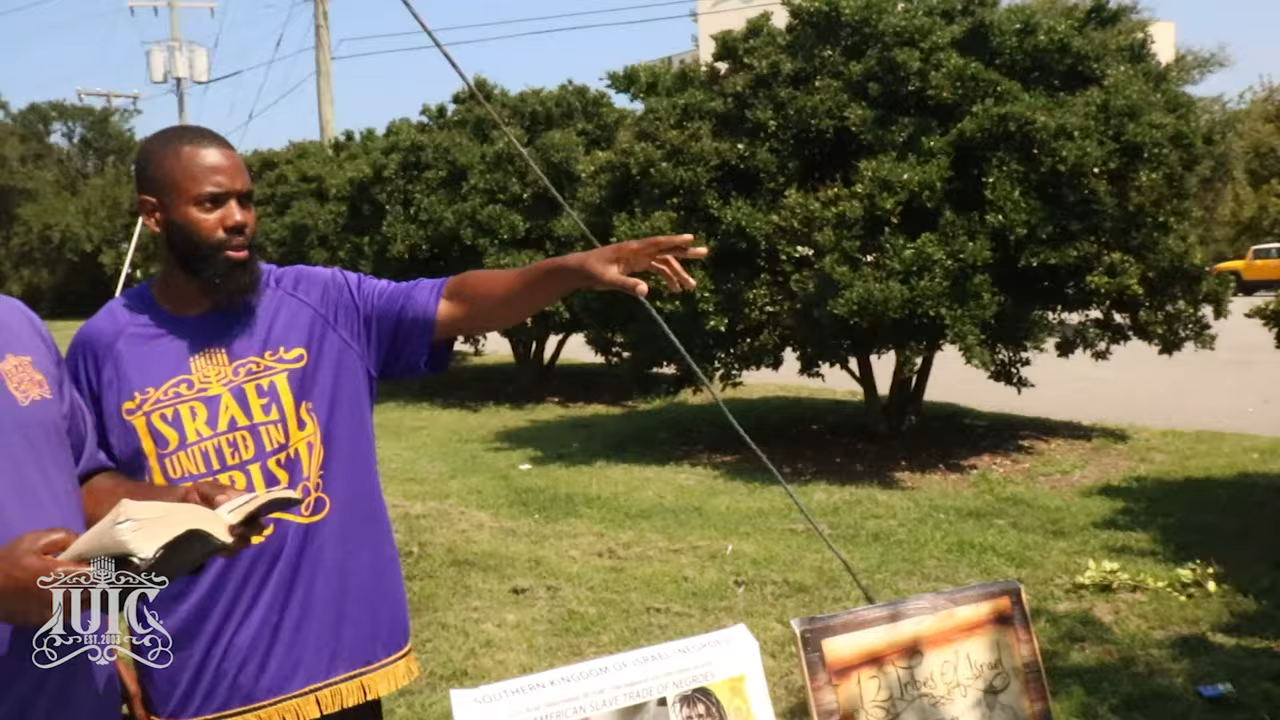 ISRAEL
UNITED IN
CHRIST
IUIC
EST. 2003
SOUTHERN KINGDOM OF ISRAEL (NEGROES)
AMERICAN SLAVE TRADE OF NEGROES
12 Tribes Of Israel